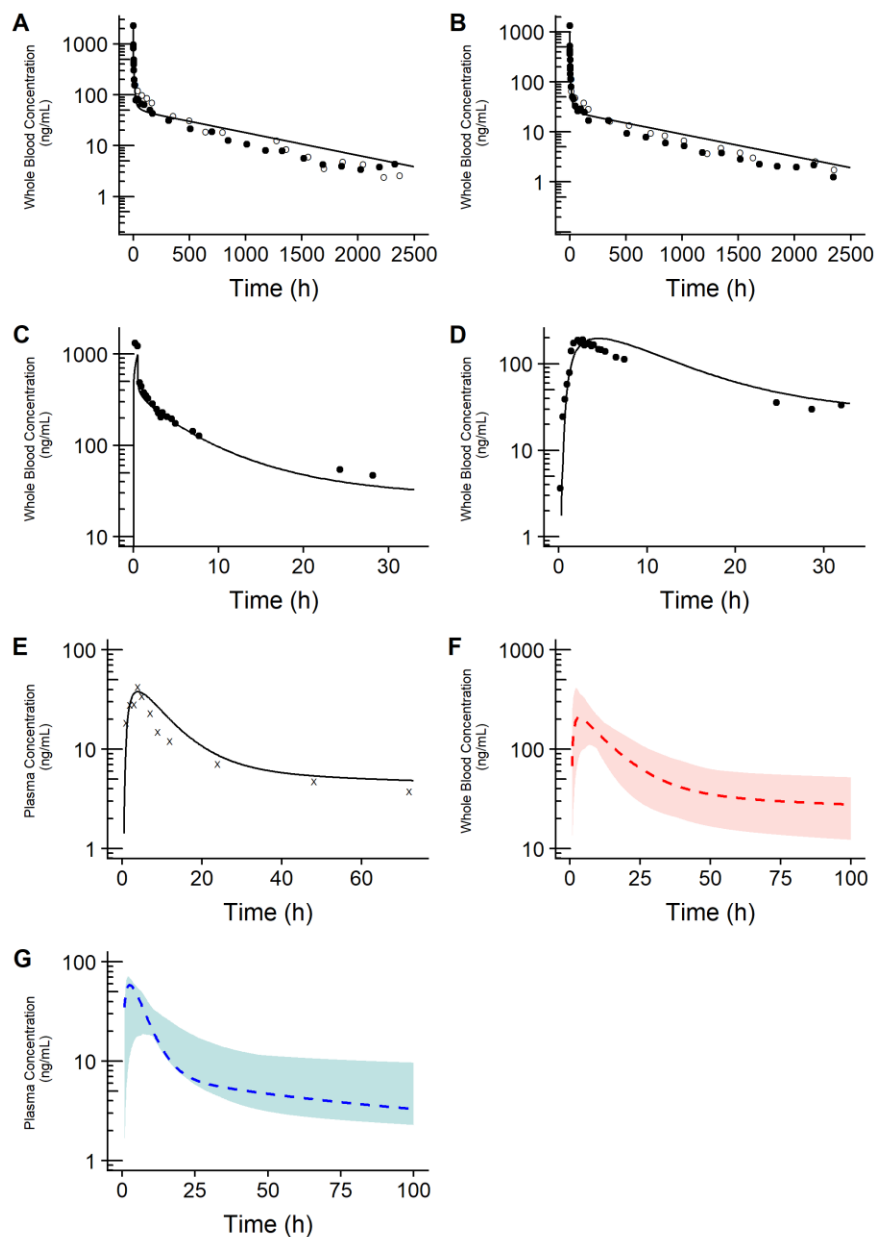 A
Whole Blood Concentration
(ng/mL)
1000
100
10
1
0 500 1000 1500 2000 2500
Time (h)
B
Whole Blood Concentration
(ng/mL)
1000
100
10
1
0 500 1000 1500 2000 2500
Time (h)
C
Whole Blood Concentration
(ng/mL)
1000
100
10
0 10 20 30
Time (h)
D
Whole Blood Concentration
(ng/mL)
100
10
1
0 10 20 30
Time (h)
E
Plasma Concentration
(ng/mL)
100
10
1
0 20 40 60
Time (h)
F
Whole Blood Concentration
(ng/mL)
1000
100
10
0 25 50 75 100
Time (h)
G
Plasma Concentration
(ng/mL)
100
10
1
0 25 50 75 100
Time (h)